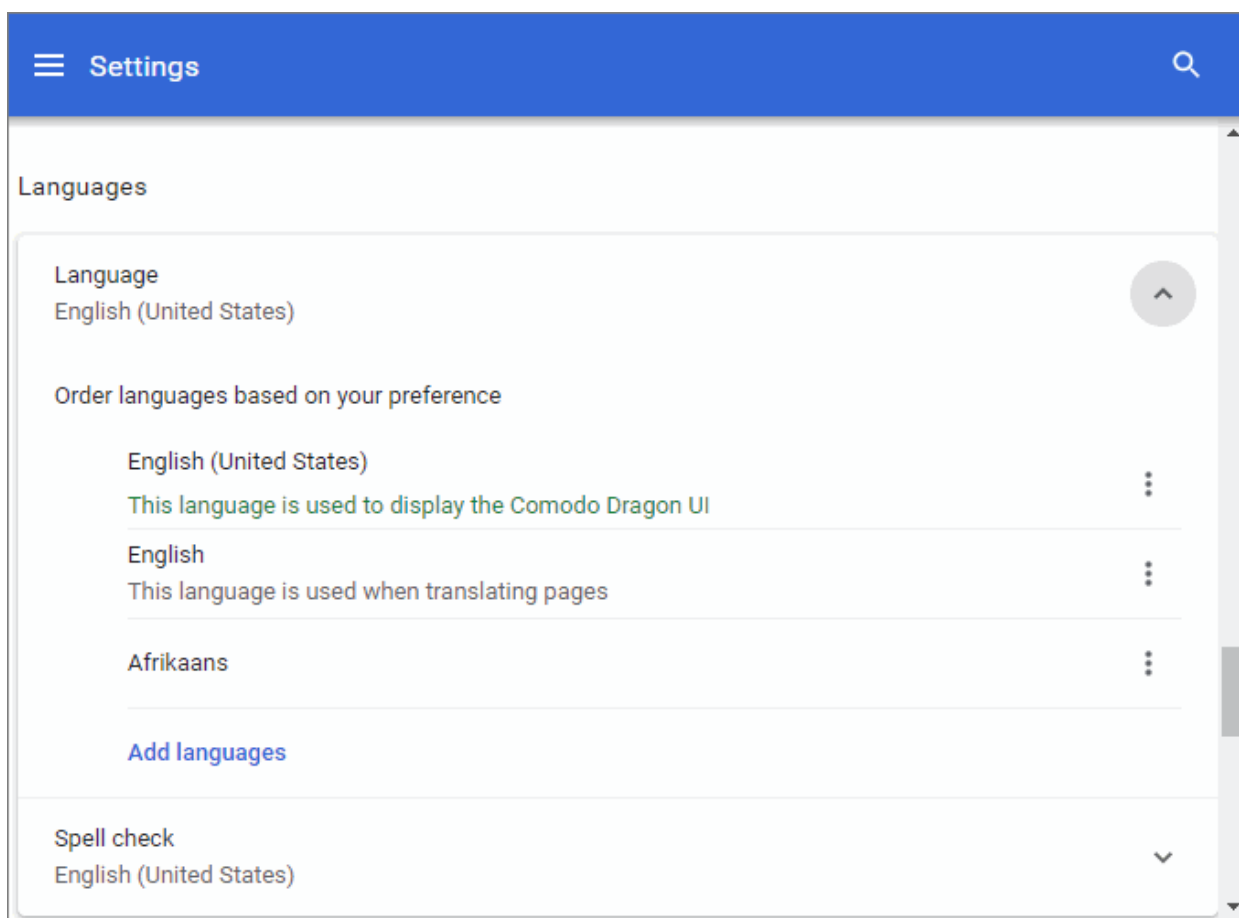 Settings
Languages
Language
English (United States)
Order languages based on your preference
English (United States)
This language is used to display the Comodo Dragon UI
English
This language is used when translating pages
Afrikaans
Add languages
Spell check
English (United States)